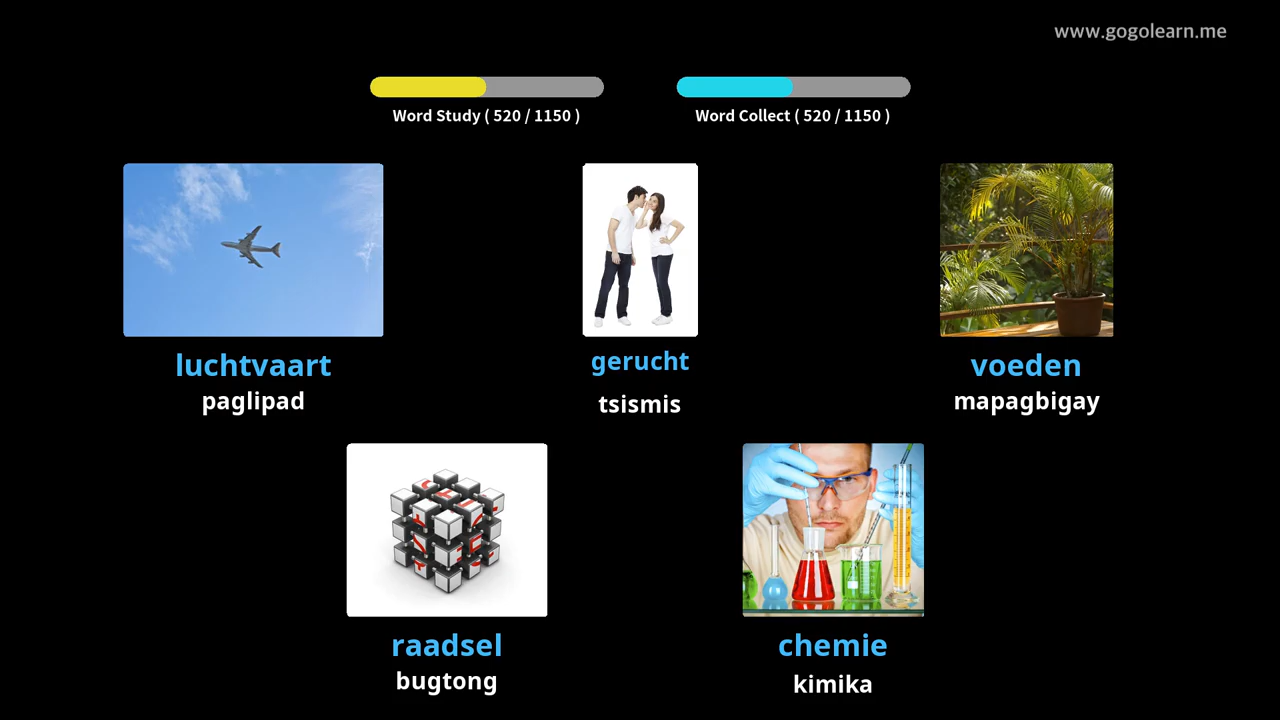 www.gogolearn.me
Word Study ( 520 / 1150 )
Word Collect ( 520 / 1150 )
luchtvaart
paglipad
gerucht
tsismis
voeden
mapagbigay
raadsel
bugtong
chemie
kimika